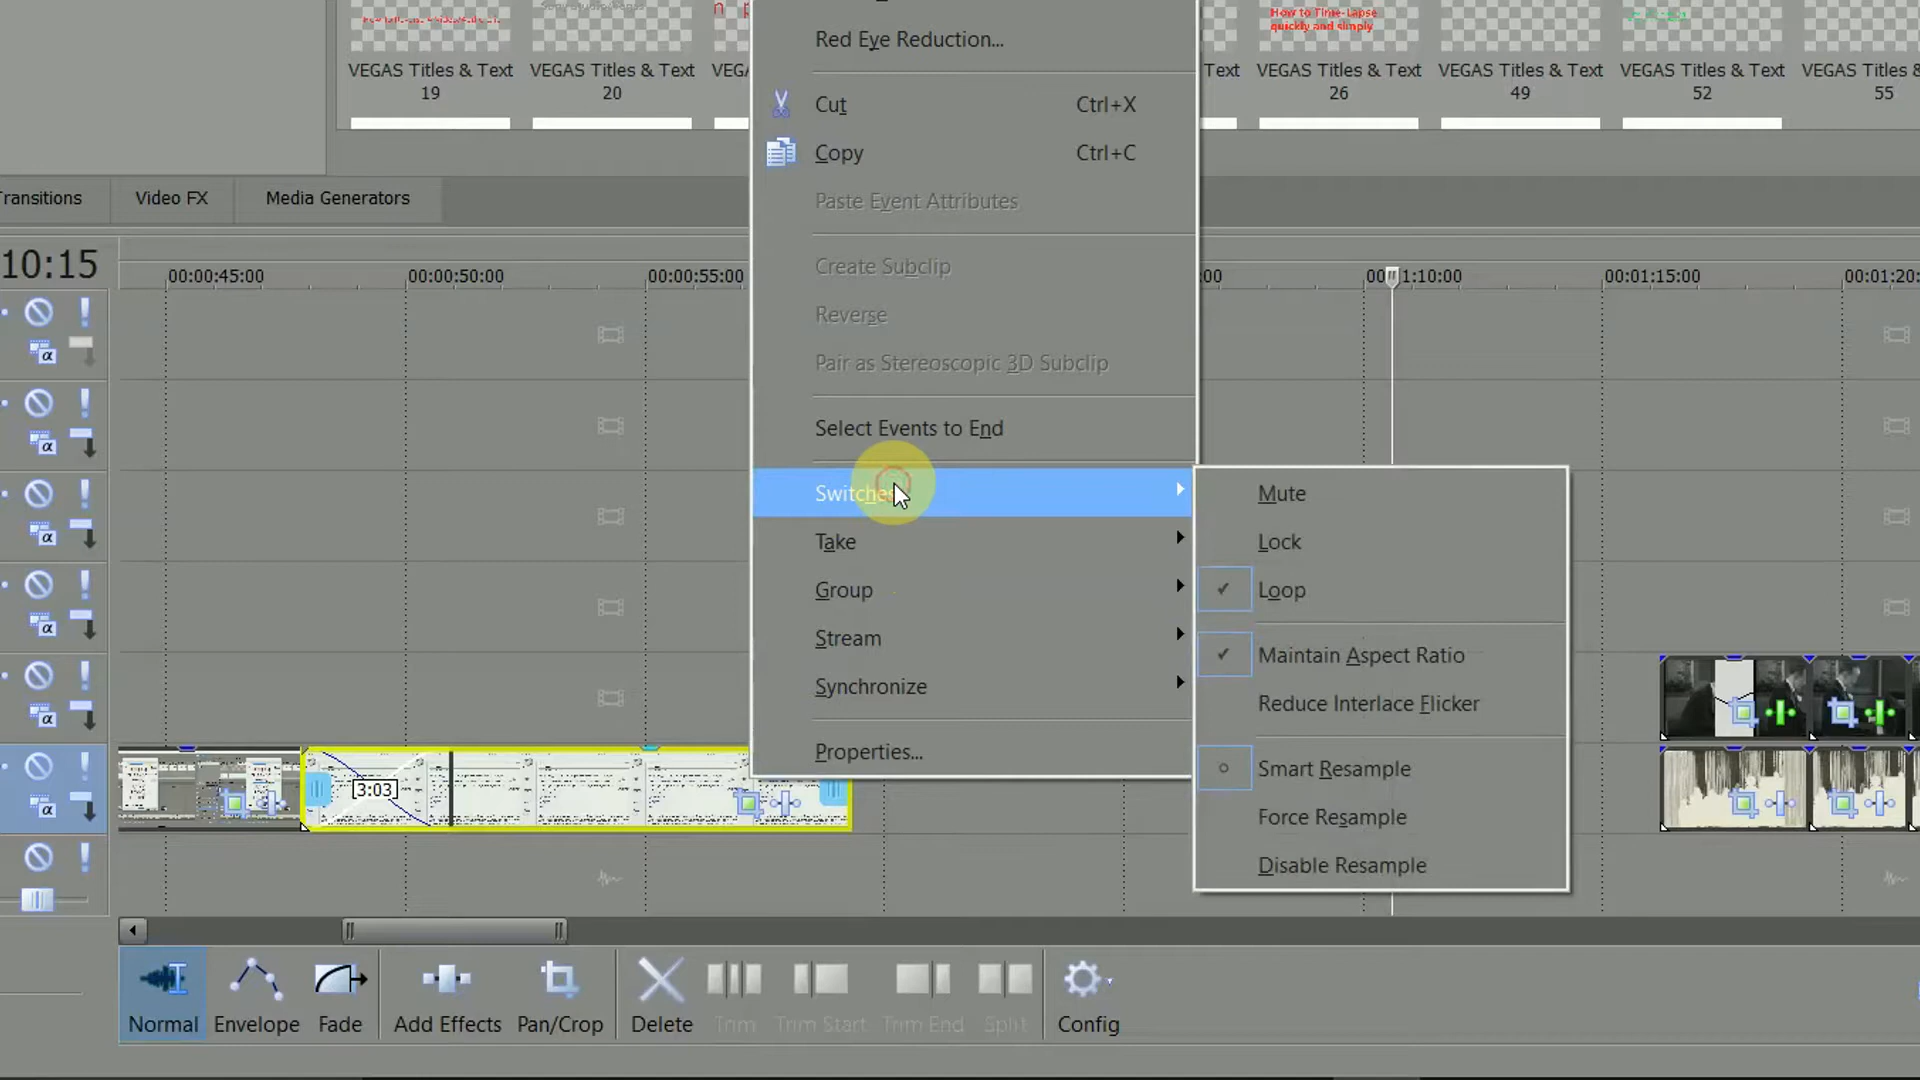 How to Time-Lapse
quickly and simply
VEGAS Titles & Text
19
VEGAS Titles & Text
20
VEGA
Text
VEGAS Titles & Text
26
VEGAS Titles & Text
49
VEGAS Titles & Text
52
VEGAS Titles &
55
Red Eye Reduction...
Cut Ctrl+X
Copy Ctrl+C
Paste Event Attributes
Create Subclip
Reverse
Pair as Stereoscopic 3D Subclip
Select Events to End
Switches
Take
Group
Stream
Synchronize
Properties...
Mute
Lock
Loop
Maintain Aspect Ratio
Reduce Interlace Flicker
Smart Resample
Force Resample
Disable Resample
ransitions
Video FX
Media Generators
10:15
00:00:45:00
00:00:50:00
00:00:55:00
:00
00:01:10:00
00:01:15:00
00:01:20:
3:03
Normal
Envelope
Fade
Add Effects
Pan/Crop
Delete
Trim
Trim Start
Trim End
Split
Config